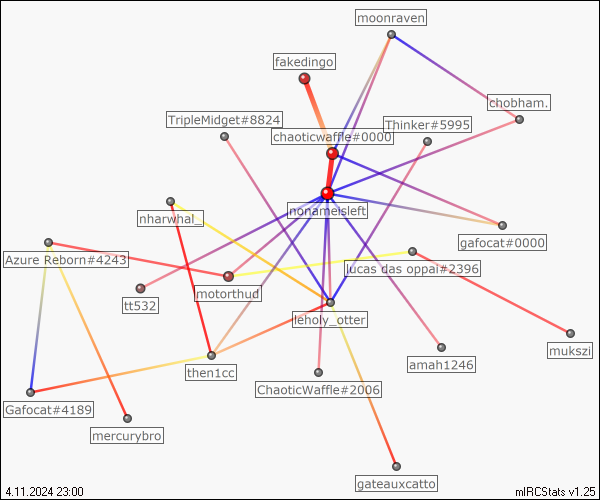 moonraven
fakedingo
chobham.
TripleMidget#8824
Thinker#5995
chaoticwaffle#0000
nonameisleft
nharwhal_
gafocat#0000
Azure Reborn#4243
lucas das oppai#2396
motorthud
tt532
leholy_otter
mukszi
amah1246
then1cc
ChaoticWaffle#2006
Gafocat#4189
mercurybro
gateauxcatto
4.11.2024 23:00
mIRCStats v1.25